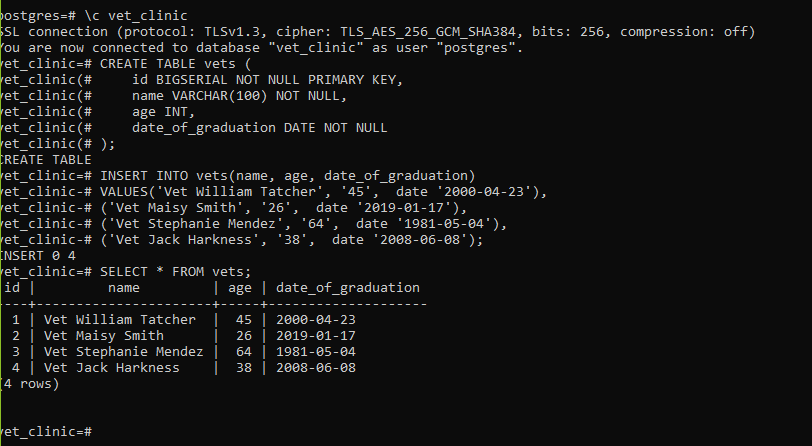 postgres=# \c vet_clinic
SSL connection (protocol: TLSv1.3, cipher: TLS_AES_256_GCM_SHA384, bits: 256, compression: off)
You are now connected to database "vet_clinic" as user "postgres".
vet_clinic=# CREATE TABLE vets (
vet_clinic(#     id BIGSERIAL NOT NULL PRIMARY KEY,
vet_clinic(#     name VARCHAR(100) NOT NULL,
vet_clinic(#     age INT,
vet_clinic(#     date_of_graduation DATE NOT NULL
vet_clinic(# );
CREATE TABLE
vet_clinic=# INSERT INTO vets(name, age, date_of_graduation)
vet_clinic-# VALUES('Vet William Tatcher', '45',  date '2000-04-23'),
vet_clinic-# ('Vet Maisy Smith', '26',  date '2019-01-17'),
vet_clinic-# ('Vet Stephanie Mendez', '64',  date '1981-05-04'),
vet_clinic-# ('Vet Jack Harkness', '38',  date '2008-06-08');
INSERT 0 4
vet_clinic=# SELECT * FROM vets;
 id |         name         | age | date_of_graduation
----+----------------------+-----+--------------------
  1 | Vet William Tatcher  |  45 | 2000-04-23
  2 | Vet Maisy Smith      |  26 | 2019-01-17
  3 | Vet Stephanie Mendez |  64 | 1981-05-04
  4 | Vet Jack Harkness    |  38 | 2008-06-08
(4 rows)
vet_clinic=#